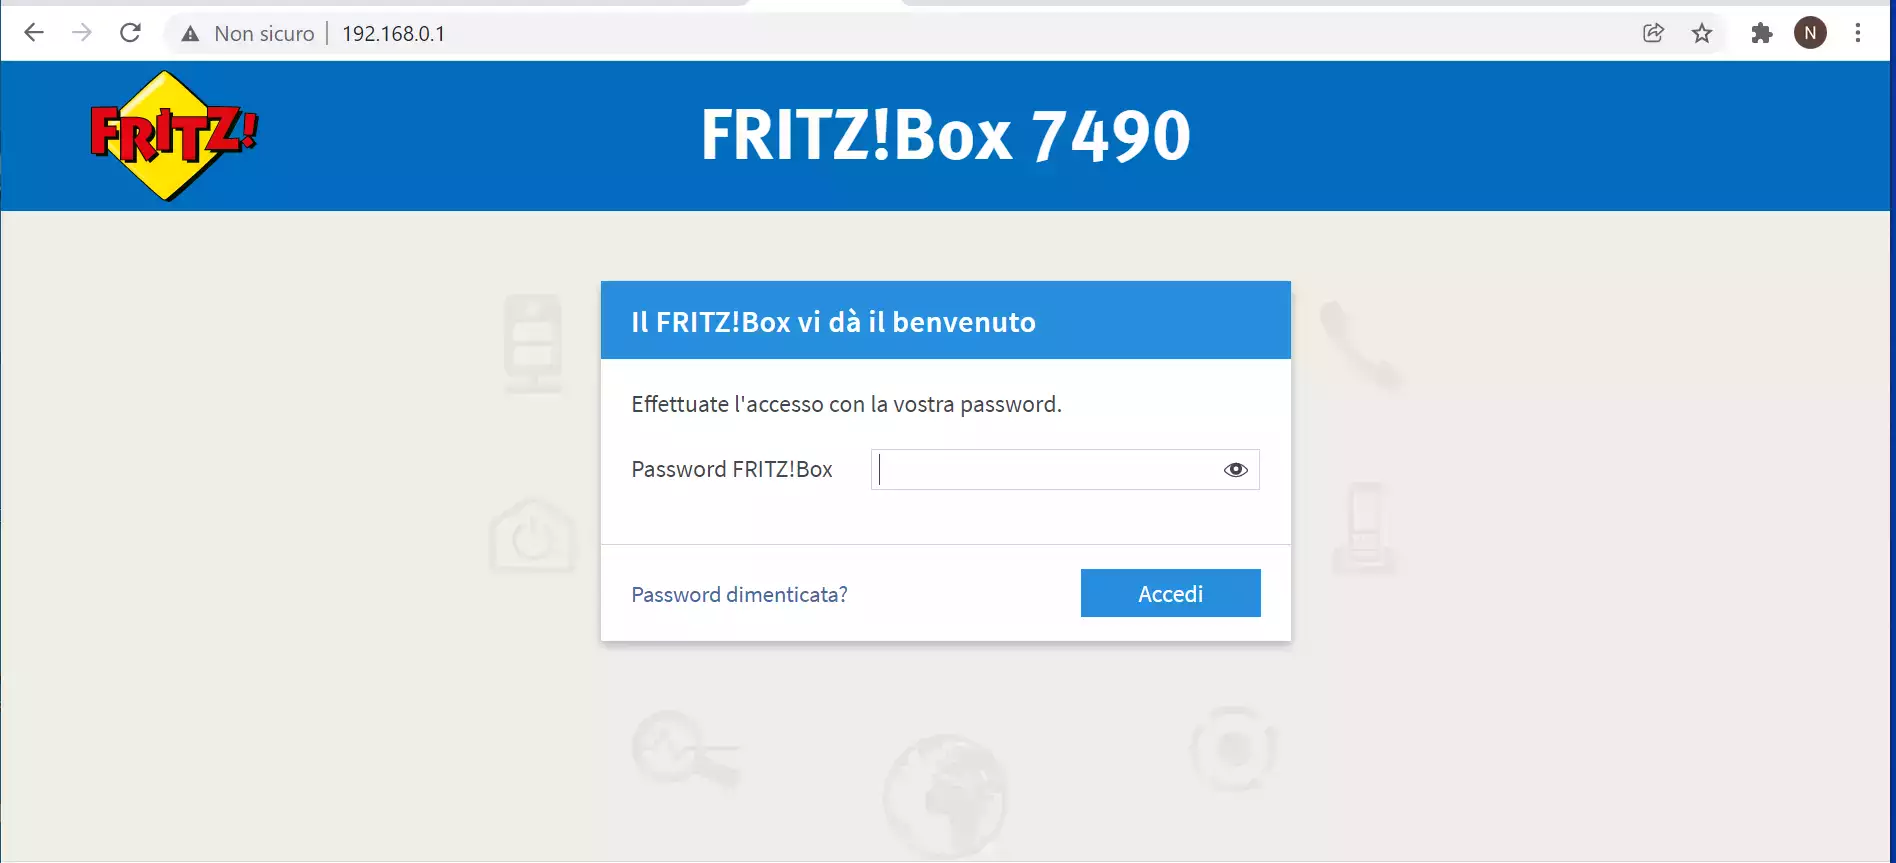 Non sicuro | 192.168.0.1
N
FRITZ!
FRITZ!Box 7490
Il FRITZ!Box vi dà il benvenuto
Effettuate l'accesso con la vostra password.
Password FRITZ!Box
Password dimenticata?
Accedi